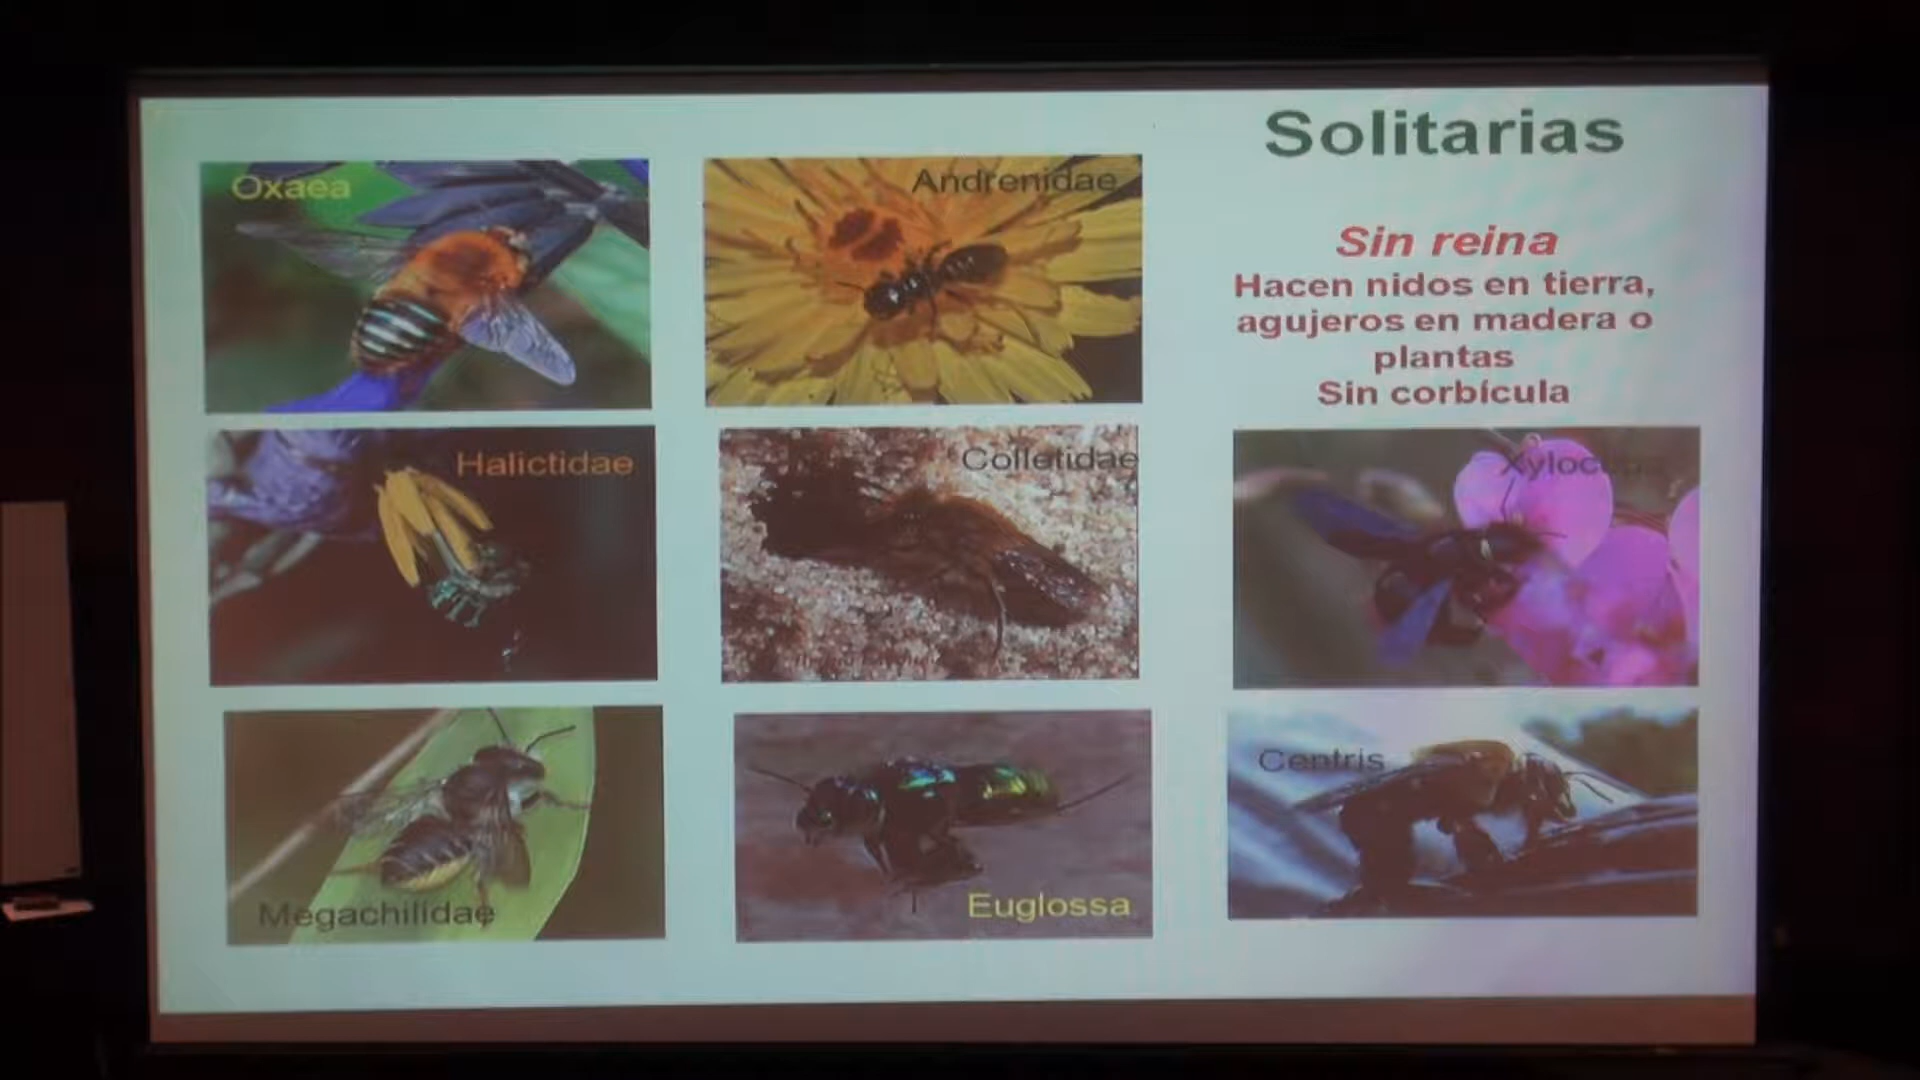 Solitarias
Oxaea
Andrenidae
Sin reina
Hacen nidos en tierra,
agujeros en madera o
plantas
Sin corbícula
Halictidae
Colletidae
Xylocopa
Megachilidae
Euglossa
Centris